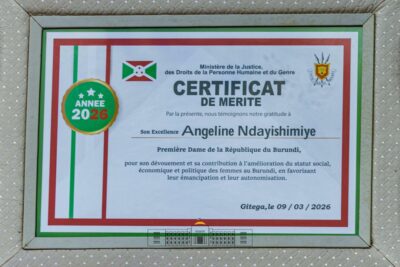 Ministère de la Justice,
des Droits de la Personne Humaine et du Genre
CERTIFICAT
DE MERITE
Par la présente, nous témoignons notre gratitude à
Son Excellence Angeline Ndayishimiye
Première Dame de la République du Burundi,
pour son dévouement et sa contribution à l'amélioration du statut social,
économique et politique des femmes au Burundi, en favorisant
leur émancipation et leur autonomisation.
Gitega,le 09 / 03 / 2026
ANNEE
2026